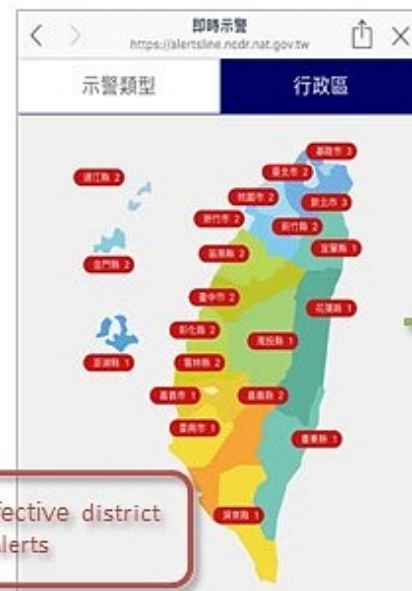 即時示警
https://alertsline.ncdr.nat.gov.tw
示警類型
行政區
基隆市 3
連江縣 2
臺北市 2
桃園市 2
新北市 3
新竹市 2
新竹縣 2
宜蘭縣 1
苗栗縣 2
金門縣 2
臺中市 2
花蓮縣 1
彰化縣 2
南投縣 1
澎湖縣 1
雲林縣 2
嘉義市 1
嘉義縣 2
臺南市 1
臺東縣 1
fective district
alerts
屏東縣 1